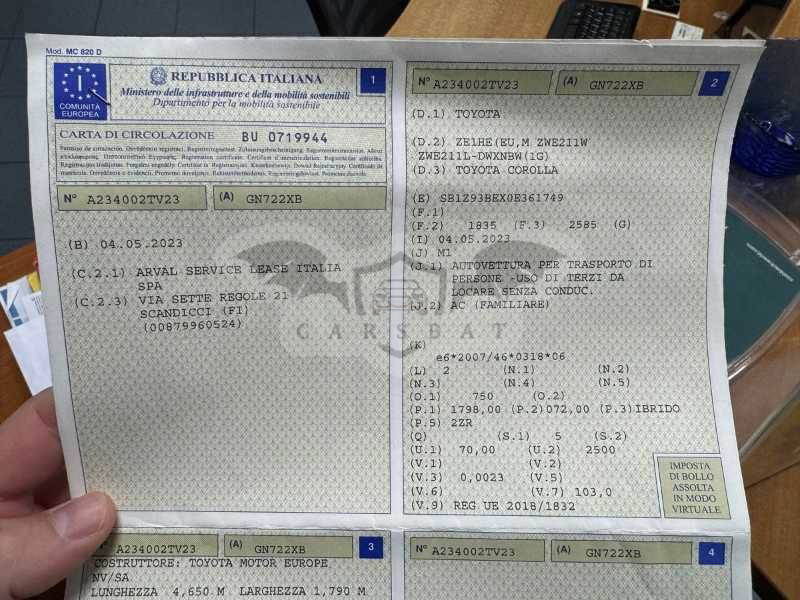 Mod. MC 820 D
COMUNITÀ
EUROPEA
I
REPUBBLICA ITALIANA
1
Ministero delle infrastrutture e della mobilità sostenibili
Dipartimento per la mobilità sostenibile
CARTA DI CIRCOLAZIONE BU 0719944
N° A234002TV23 (A) GN722XB
(B) 04.05.2023
(C.2.1) ARVAL SERVICE LEASE ITALIA
SPA
(C.2.3) VIA SETTE REGOLE 21
SCANDICCI (FI)
(00879960524)
N° A234002TV23 (A) GN722XB 2
(D.1) TOYOTA
(D.2) ZE1HE(EU,M ZWE211W
ZWE211L-DWXNBW(1G)
(D.3) TOYOTA COROLLA
(E) SB1Z93BEX0E361749
(F.1)
(F.2) 1835 (F.3) 2585 (G)
(I) 04.05.2023
(J) M1
(J.1) AUTOVETTURA PER TRASPORTO DI
PERSONE -USO DI TERZI DA
LOCARE SENZA CONDUC.
(J.2) AC (FAMILIARE)
(K)
e6*2007/46*0318*06
(L) 2 (N.1) (N.2)
(N.3) (N.4) (N.5)
(O.1) 750 (O.2)
(P.1) 1798,00 (P.2)072,00 (P.3)IBRIDO
(P.5) 2ZR
(Q) (S.1) 5 (S.2)
(U.1) 70,00 (U.2) 2500
(V.1) (V.2)
(V.3) 0,0023 (V.5)
(V.6) (V.7) 103,0
(V.9) REG UE 2018/1832
IMPOSTA
DI BOLLO
ASSOLTA
IN MODO
VIRTUALE
CARSBAT
N° A234002TV23 (A) GN722XB 3
COSTRUTTORE: TOYOTA MOTOR EUROPE
NV/SA
LUNGHEZZA 4,650 M LARGHEZZA 1,790 M
N° A234002TV23 (A) GN722XB 4